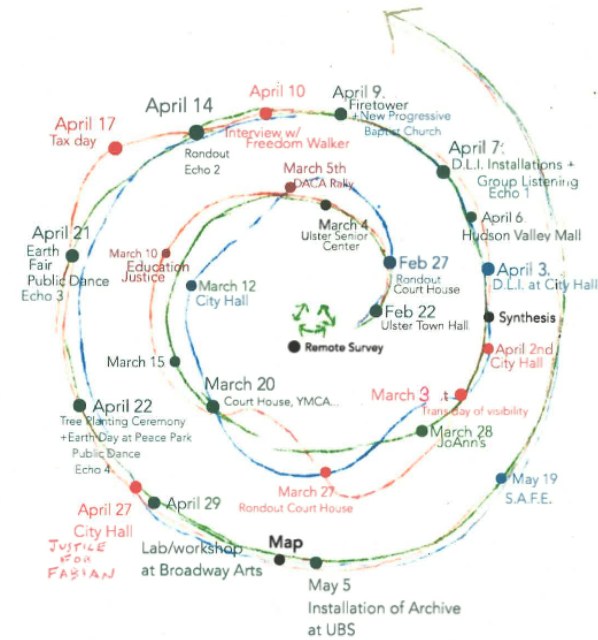 April 10
April 9.
Firetower
+New Progressive
Baptist Church
April 14
April 17
Tax day
Interview w/
Freedom Walker
Rondout
Echo 2
April 7.
D.L.I. Installations +
Group Listening
Echo 1
March 5th
DACA Rally
March 4
Ulster Senior
Center
April 6
Hudson Valley Mall
April 21
Earth
Fair
Public Dance
Echo 3
March 10
Education
Justice
Feb 27
Rondout
Court House
April 3.
D.L.I. at City Hall
March 12
City Hall
Feb 22
Ulster Town Hall
Synthesis
Remote Survey
April 2nd
City Hall
March 15
March 20
Court House, YMCA...
March 3 t
Trans day of visibility
April 22
Tree Planting Ceremony
+Earth Day at Peace Park
Public Dance
Echo 4
March 28
JoAnn's
March 27
Rondout Court House
May 19
S.A.F.E.
April 27
City Hall
JUSTICE
FOR
FABIAN
April 29
Lab/workshop
at Broadway Arts
Map
May 5
Installation of Archive
at UBS